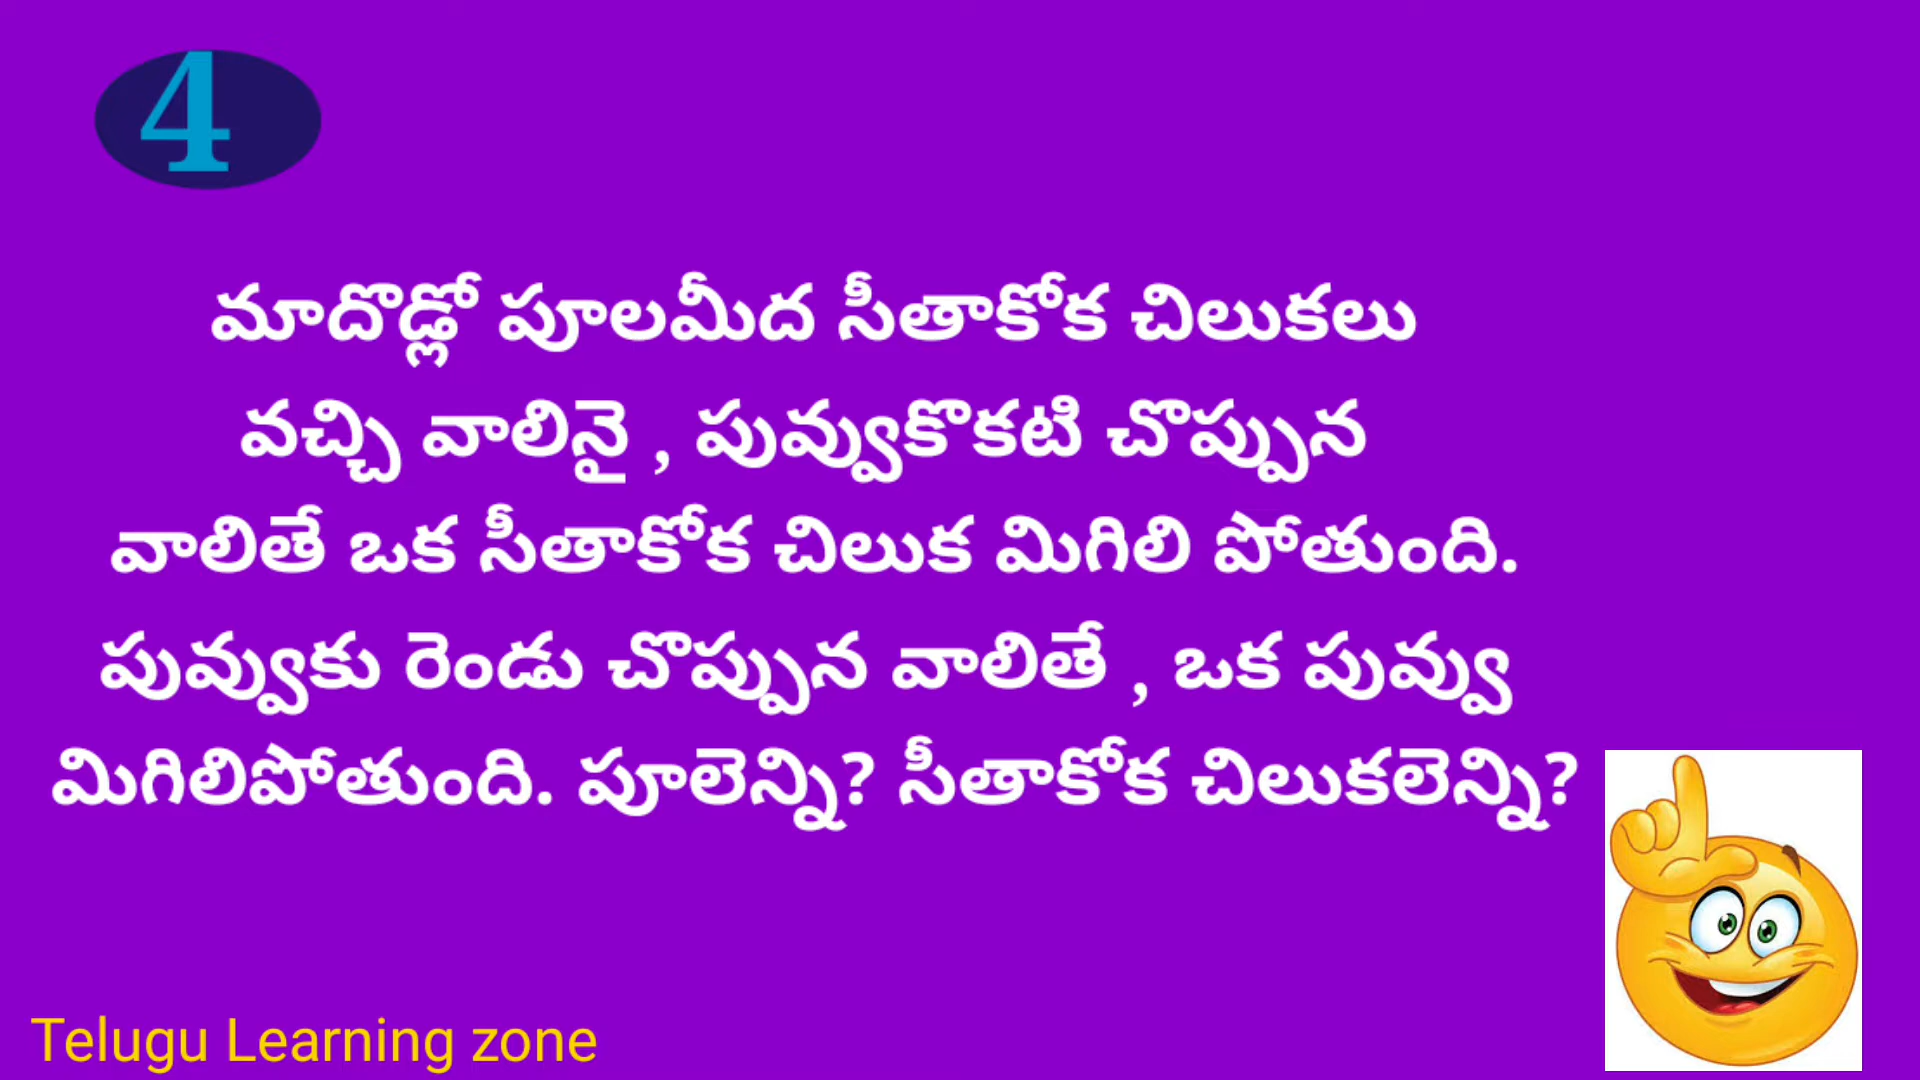 4
మాదొడ్లో పూలమీద సీతాకోక చిలుకలు
వచ్చి వాలినై , పువ్వుకొకటి చొప్పున
వాలితే ఒక సీతాకోక చిలుక మిగిలి పోతుంది.
పువ్వుకు రెండు చొప్పున వాలితే , ఒక పువ్వు
మిగిలిపోతుంది. పూలెన్ని? సీతాకోక చిలుకలెన్ని?
Telugu Learning zone